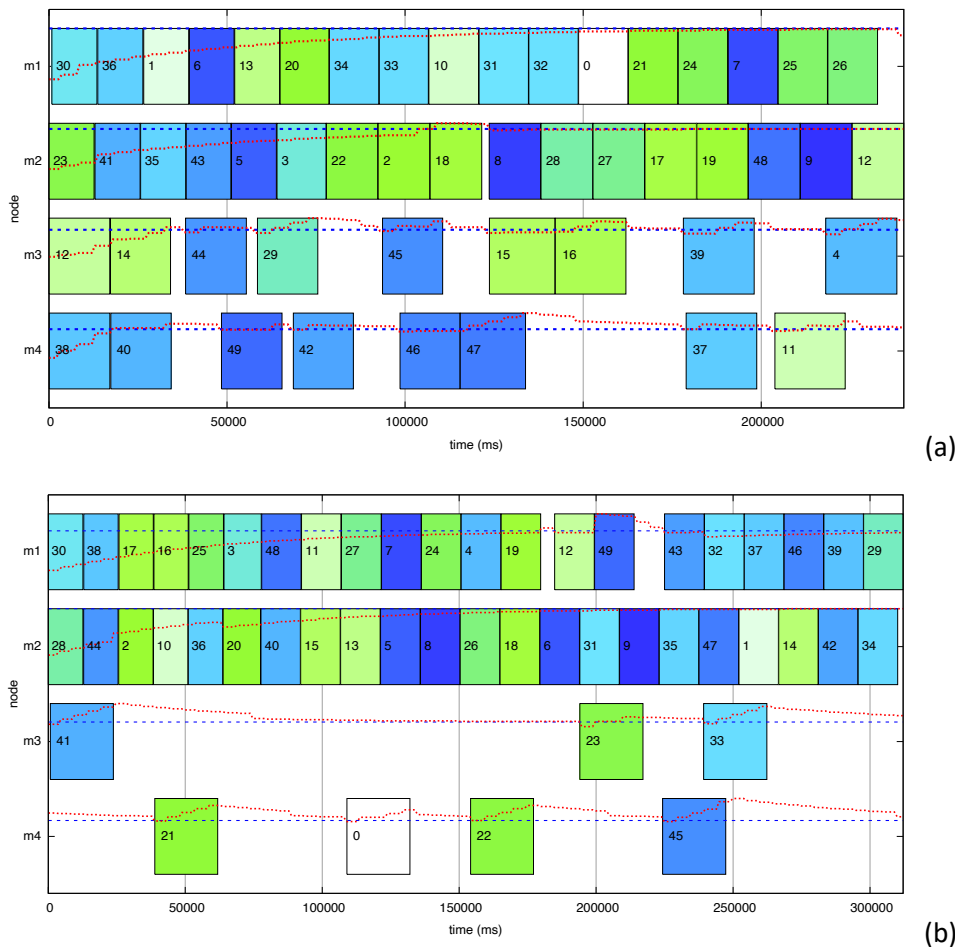 m1 30 36 1 6 13 20 34 33 10 31 32 0 21 24 7 25 26
m2 23 41 35 43 5 3 22 2 18 8 28 27 17 19 48 9 12
node
m3 12 14 44 29 45 15 16 39 4
m4 38 40 49 42 46 47 37 11
0 50000 100000 150000 200000
time (ms)
(a)
m1 30 38 17 16 25 3 48 11 27 7 24 4 19 12 49 43 32 37 46 39 29
m2 28 44 2 10 36 20 40 15 13 5 8 26 18 6 31 9 35 47 1 14 42 34
node
m3 41 23 33
m4 21 0 22 45
0 50000 100000 150000 200000 250000 300000
time (ms)
(b)